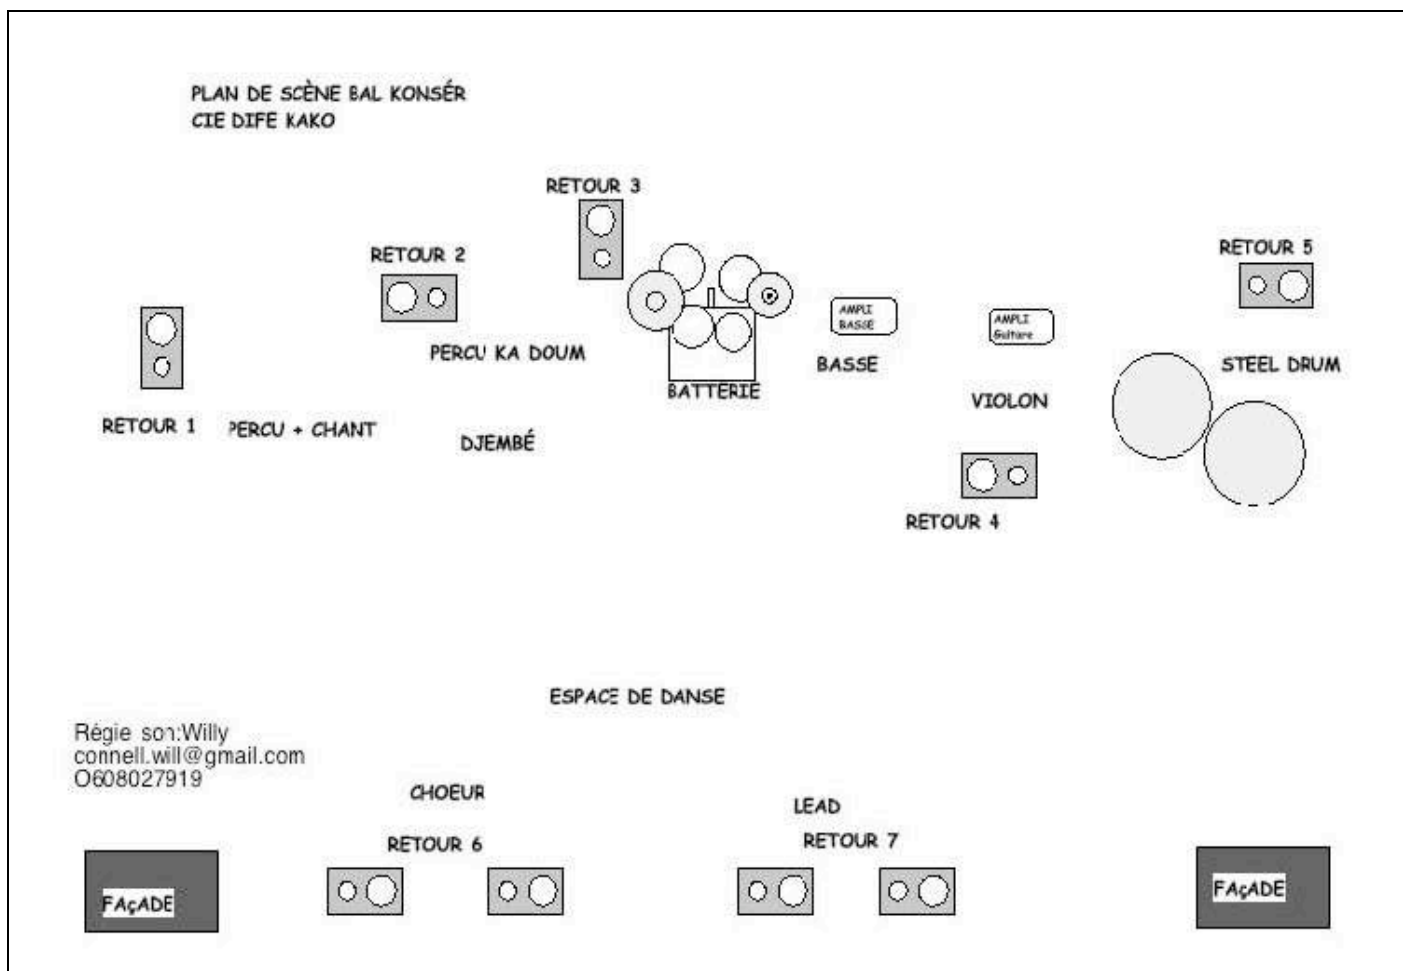 PLAN DE SCÈNE BAL KONSÉR
CIE DIFE KAKO
RETOUR 3
RETOUR 2
RETOUR 5
AMPLI
BASSE
AMPLI
Guitare
PERCU KA DOUM
BASSE
STEEL DRUM
BATTERIE
VIOLON
RETOUR 1
PERCU + CHANT
DJEMBÉ
RETOUR 4
ESPACE DE DANSE
Régie son:Willy
connell.will@gmail.com
O608027919
CHOEUR
LEAD
RETOUR 6
RETOUR 7
FAçADE
FAçADE